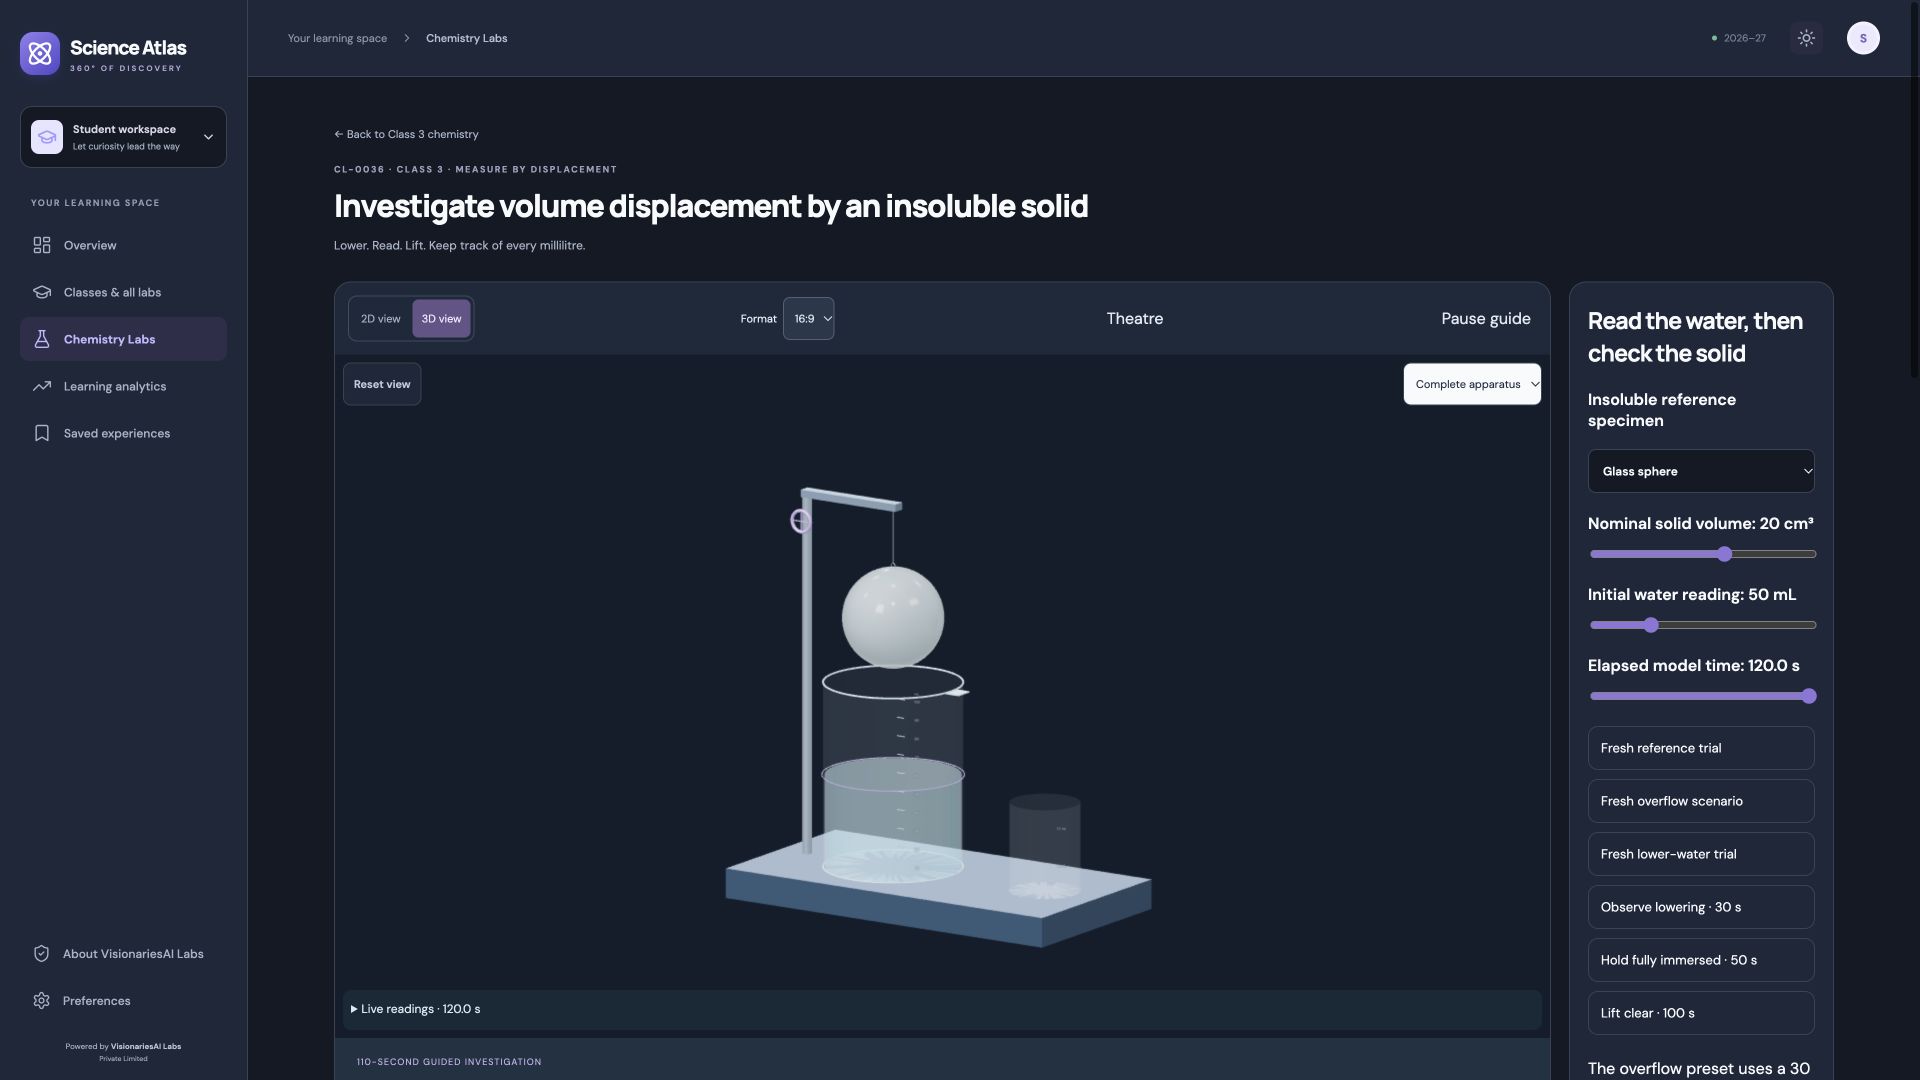 Science Atlas
360° OF DISCOVERY
Student workspace
Let curiosity lead the way
YOUR LEARNING SPACE
Overview
Classes & all labs
Chemistry Labs
Learning analytics
Saved experiences
About VisionariesAI Labs
Preferences
Powered by VisionariesAI Labs
Private Limited
Your learning space
Chemistry Labs
2026–27
S
← Back to Class 3 chemistry
CL-0036 · CLASS 3 · MEASURE BY DISPLACEMENT
Investigate volume displacement by an insoluble solid
Lower. Read. Lift. Keep track of every millilitre.
2D view
3D view
Format
16:9
Theatre
Pause guide
Reset view
Complete apparatus
Live readings · 120.0 s
110-SECOND GUIDED INVESTIGATION
Read the water, then
check the solid
Insoluble reference
specimen
Glass sphere
Nominal solid volume: 20 cm³
Initial water reading: 50 mL
Elapsed model time: 120.0 s
Fresh reference trial
Fresh overflow scenario
Fresh lower-water trial
Observe lowering · 30 s
Hold fully immersed · 50 s
Lift clear · 100 s
The overflow preset uses a 30